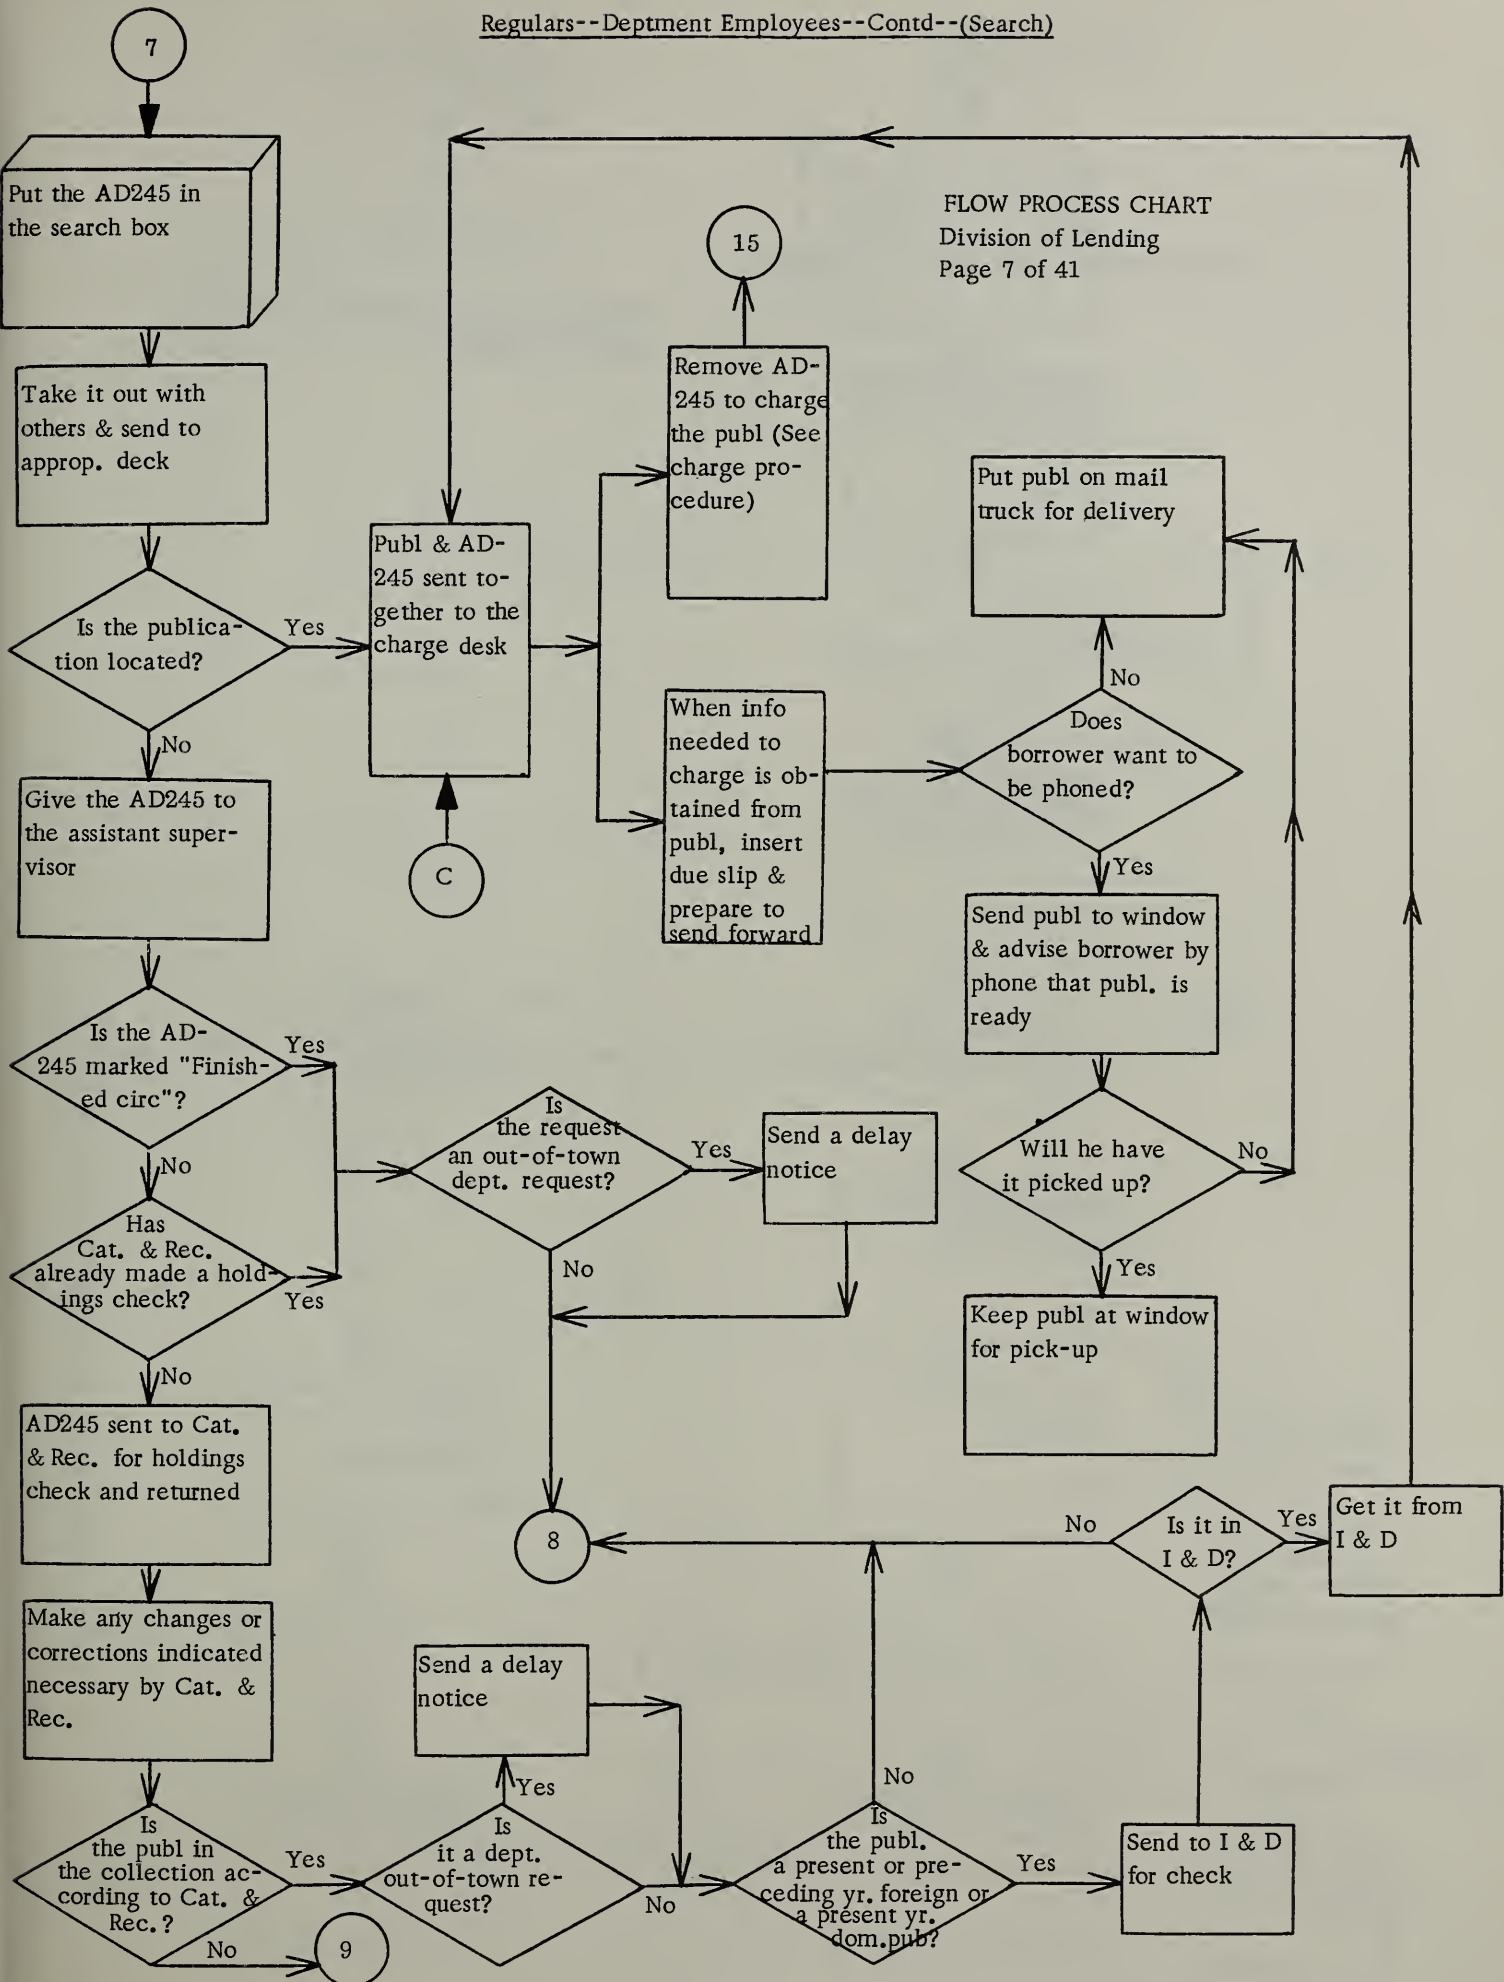 Regulars--Deptment Employees--Contd--(Search)
7
Put the AD245 in
the search box
FLOW PROCESS CHART
Division of Lending
Page 7 of 41
15
Take it out with
others & send to
approp. deck
Remove AD-
245 to charge
the publ (See
charge pro-
cedure)
Put publ on mail
truck for delivery
Is the publica-
tion located?
Yes
No
Publ & AD-
245 sent to-
gether to the
charge desk
C
When info
needed to
charge is ob-
tained from
publ, insert
due slip &
prepare to
send forward
No
Does
borrower want to
be phoned?
Yes
Give the AD245 to
the assistant super-
visor
Send publ to window
& advise borrower by
phone that publ. is
ready
Is the AD-
245 marked "Finish-
ed circ"?
Yes
No
Is
the request
an out-of-town
dept. request?
Yes
No
Send a delay
notice
Will he have
it picked up?
No
Yes
Has
Cat. & Rec.
already made a hold-
ings check?
Yes
No
Keep publ at window
for pick-up
AD245 sent to Cat.
& Rec. for holdings
check and returned
8
No
Is it in
I & D?
Yes
Get it from
I & D
Make any changes or
corrections indicated
necessary by Cat. &
Rec.
Send a delay
notice
Yes
No
Is
the publ in
the collection ac-
cording to Cat. &
Rec.?
Yes
No
9
Is
it a dept.
out-of-town re-
quest?
No
Is
the publ.
a present or pre-
ceding yr. foreign or
a present yr.
dom.pub?
Yes
Send to I & D
for check